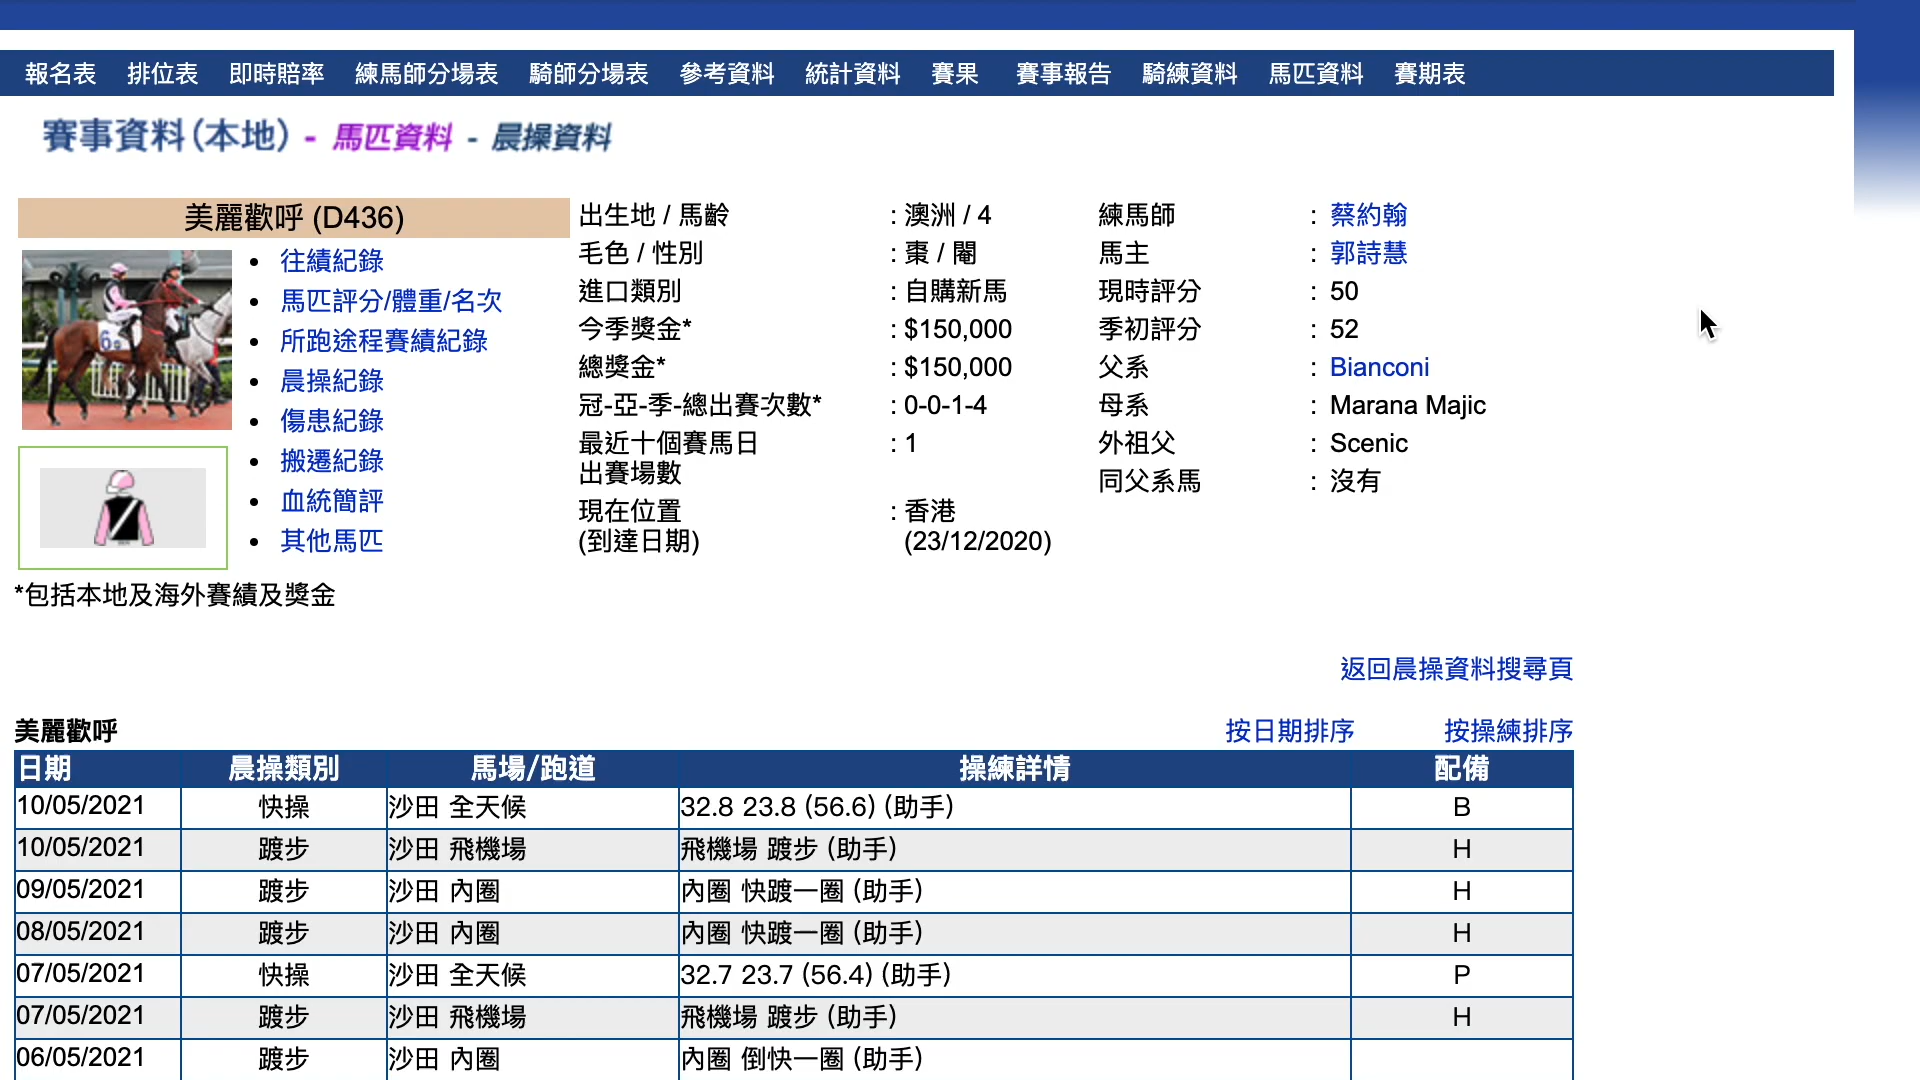 報名表 排位表 即時賠率 練馬師分場表 騎師分場表 參考資料 統計資料 賽果 賽事報告 騎練資料 馬匹資料 賽期表
賽事資料(本地) - 馬匹資料 - 晨操資料
美麗歡呼 (D436)
往績紀錄
馬匹評分/體重/名次
所跑途程賽績紀錄
晨操紀錄
傷患紀錄
搬遷紀錄
血統簡評
其他馬匹
出生地 / 馬齡 : 澳洲 / 4
毛色 / 性別 : 棗 / 閹
進口類別 : 自購新馬
今季獎金* : $150,000
總獎金* : $150,000
冠-亞-季-總出賽次數* : 0-0-1-4
最近十個賽馬日 : 1
出賽場數
現在位置 : 香港
(到達日期) (23/12/2020)
練馬師 : 蔡約翰
馬主 : 郭詩慧
現時評分 : 50
季初評分 : 52
父系 : Bianconi
母系 : Marana Majic
外祖父 : Scenic
同父系馬 : 沒有
*包括本地及海外賽績及獎金
返回晨操資料搜尋頁
美麗歡呼 按日期排序 按操練排序
日期 晨操類別 馬場/跑道 操練詳情 配備
10/05/2021 快操 沙田 全天候 32.8 23.8 (56.6) (助手) B
10/05/2021 踱步 沙田 飛機場 飛機場 踱步 (助手) H
09/05/2021 踱步 沙田 內圈 內圈 快踱一圈 (助手) H
08/05/2021 踱步 沙田 內圈 內圈 快踱一圈 (助手) H
07/05/2021 快操 沙田 全天候 32.7 23.7 (56.4) (助手) P
07/05/2021 踱步 沙田 飛機場 飛機場 踱步 (助手) H
06/05/2021 踱步 沙田 內圈 內圈 倒快一圈 (助手)